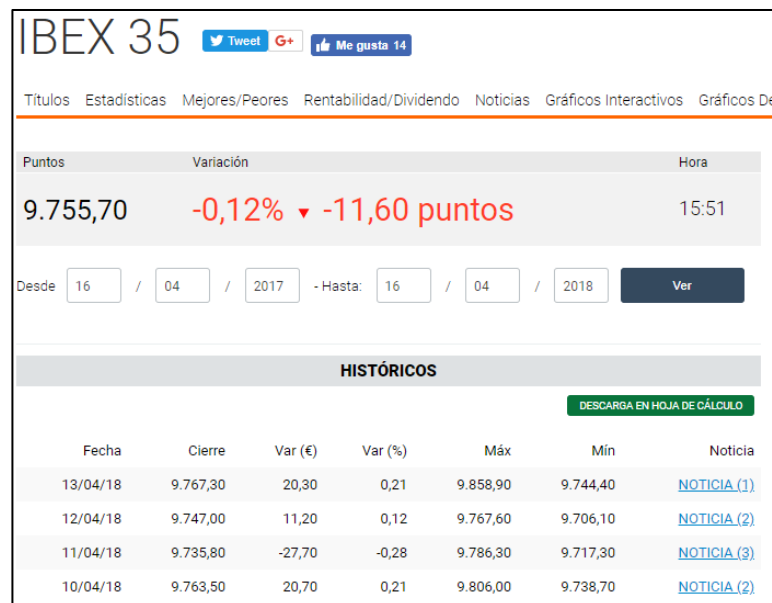 IBEX 35 Tweet G+ Me gusta 14
Títulos Estadísticas Mejores/Peores Rentabilidad/Dividendo Noticias Gráficos Interactivos Gráficos De
Puntos Variación Hora
9.755,70 -0,12% ▼ -11,60 puntos 15:51
Desde 16 / 04 / 2017 - Hasta: 16 / 04 / 2018 Ver
HISTÓRICOS
DESCARGA EN HOJA DE CÁLCULO
Fecha Cierre Var (€) Var (%) Máx Mín Noticia
13/04/18 9.767,30 20,30 0,21 9.858,90 9.744,40 NOTICIA (1)
12/04/18 9.747,00 11,20 0,12 9.767,60 9.706,10 NOTICIA (2)
11/04/18 9.735,80 -27,70 -0,28 9.786,30 9.717,30 NOTICIA (3)
10/04/18 9.763,50 20,70 0,21 9.806,00 9.738,70 NOTICIA (2)